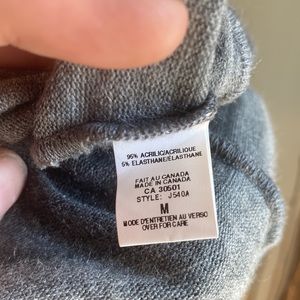 95% ACRILIC/ACRILIQUE
5% ELASTHANE/ELASTHANE
FAIT AU CANADA
MADE IN CANADA
CA 30501
STYLE: J540A
M
MODE D'ENTRETIEN AU VERSO
OVER FOR CARE